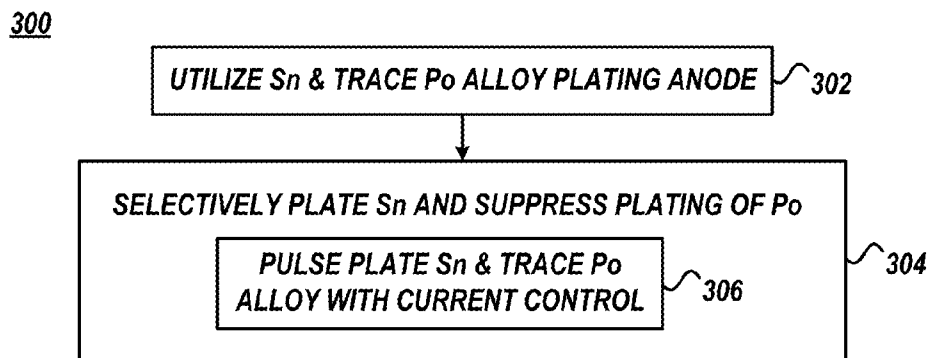 300
UTILIZE Sn & TRACE Po ALLOY PLATING ANODE
302
SELECTIVELY PLATE Sn AND SUPPRESS PLATING OF Po
304
PULSE PLATE Sn & TRACE Po
ALLOY WITH CURRENT CONTROL
306